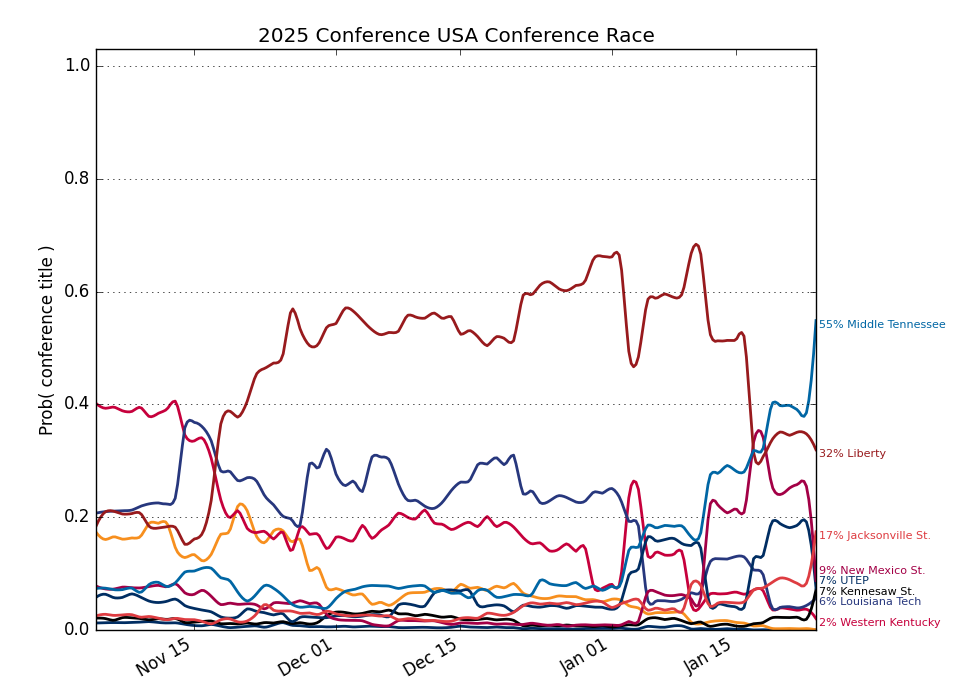 2025 Conference USA Conference Race
Prob( conference title )
1.0
0.8
0.6
0.4
0.2
0.0
Nov 15
Dec 01
Dec 15
Jan 01
Jan 15
55% Middle Tennessee
32% Liberty
17% Jacksonville St.
9% New Mexico St.
7% UTEP
7% Kennesaw St.
6% Louisiana Tech
2% Western Kentucky